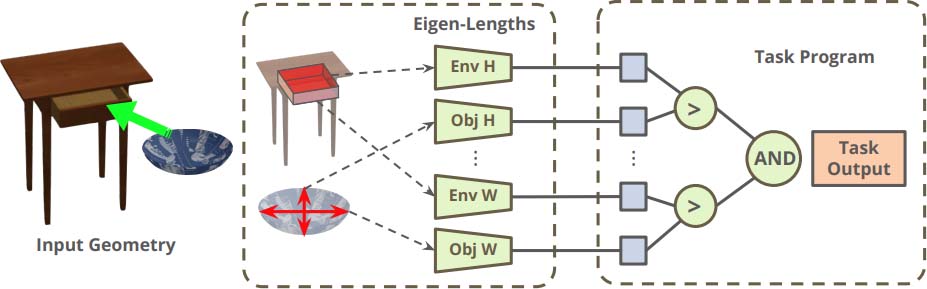 Eigen-Lengths
Task Program
Env H
Obj H
Env W
Obj W
>
>
AND
Task
Output
Input Geometry